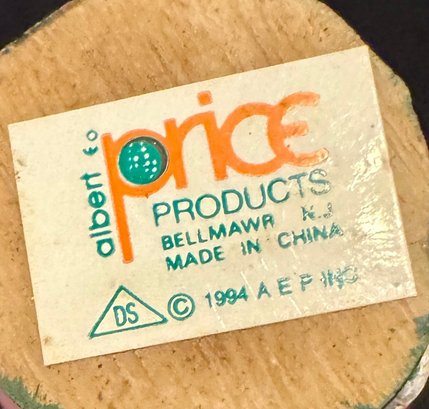 albert E.
price
PRODUCTS
BELLMAWR N.J
MADE IN CHINA
DS © 1994 A E P INC